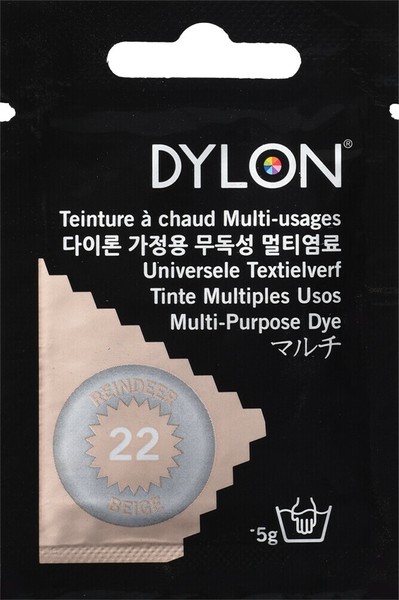 DYLON®
Teinture à chaud Multi-usages
다이론 가정용 무독성 멀티염료
Universele Textielverf
Tinte Multiples Usos
Multi-Purpose Dye
マルチ
REINDEER
22
BEIGE
-5g